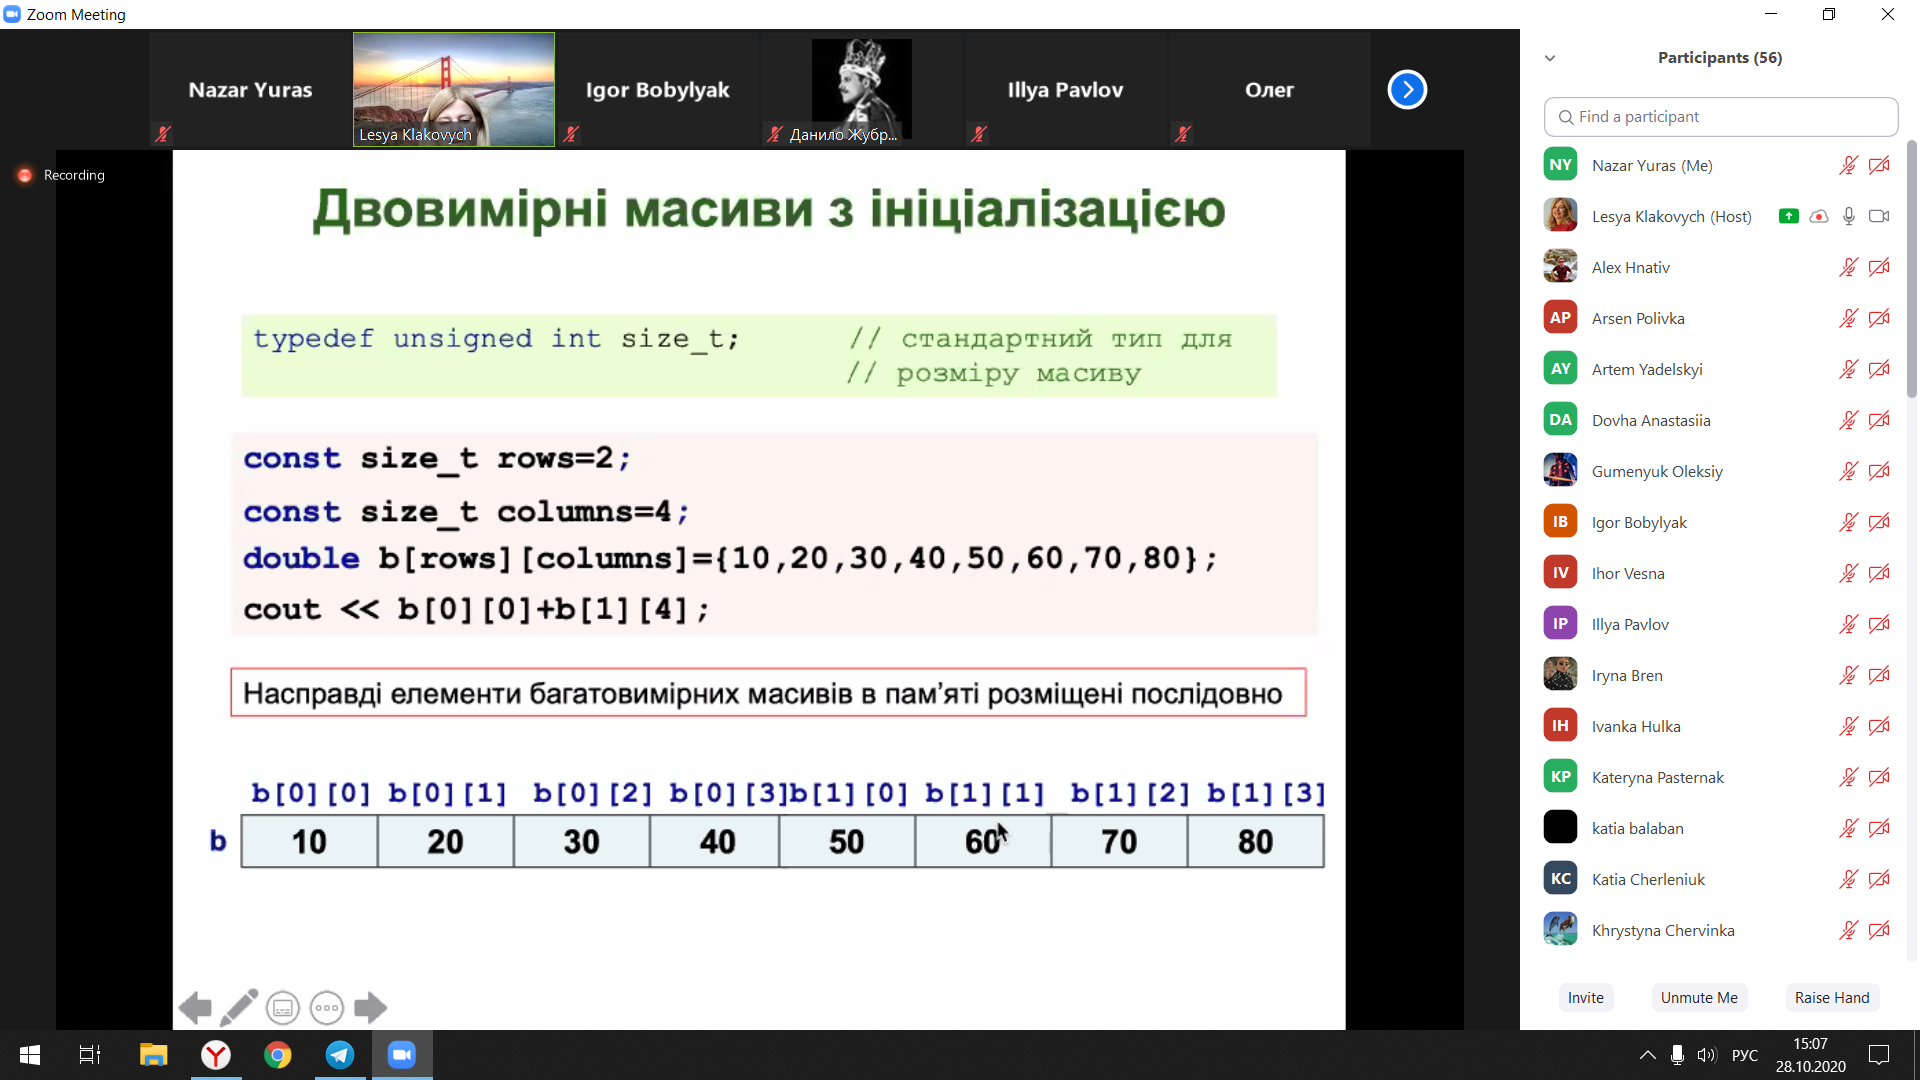 Zoom Meeting
Nazar Yuras
Lesya Klakovych
Igor Bobylyak
Данило Жубр...
Illya Pavlov
Олег
Recording
Двовимірні масиви з ініціалізацією
typedef unsigned int size_t; // стандартний тип для
// розміру масиву
const size_t rows=2;
const size_t columns=4;
double b[rows][columns]={10,20,30,40,50,60,70,80};
cout << b[0][0]+b[1][4];
Насправді елементи багатовимірних масивів в пам’яті розміщені послідовно
b[0][0] b[0][1] b[0][2] b[0][3] b[1][0] b[1][1] b[1][2] b[1][3]
b 10 20 30 40 50 60 70 80
Participants (56)
Find a participant
NY Nazar Yuras (Me)
Lesya Klakovych (Host)
Alex Hnativ
AP Arsen Polivka
AY Artem Yadelskyi
DA Dovha Anastasiia
Gumenyuk Oleksiy
IB Igor Bobylyak
IV Ihor Vesna
IP Illya Pavlov
Iryna Bren
IH Ivanka Hulka
KP Kateryna Pasternak
katia balaban
KC Katia Cherleniuk
Khrystyna Chervinka
Invite Unmute Me Raise Hand
РУС
15:07
28.10.2020